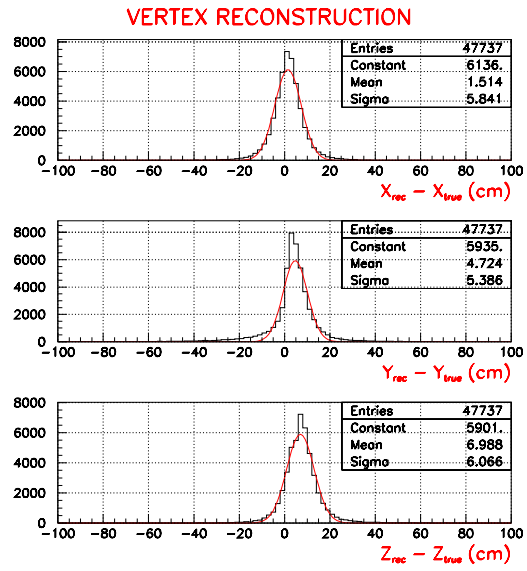 VERTEX RECONSTRUCTION
8000
6000
4000
2000
0
Entries 47737
Constant 6136.
Mean 1.514
Sigma 5.841
-100 -80 -60 -40 -20 0 20 40 60 80 100
Xrec - Xtrue (cm)
8000
6000
4000
2000
0
Entries 47737
Constant 5935.
Mean 4.724
Sigma 5.386
-100 -80 -60 -40 -20 0 20 40 60 80 100
Yrec - Ytrue (cm)
8000
6000
4000
2000
0
Entries 47737
Constant 5901.
Mean 6.988
Sigma 6.066
-100 -80 -60 -40 -20 0 20 40 60 80 100
Zrec - Ztrue (cm)